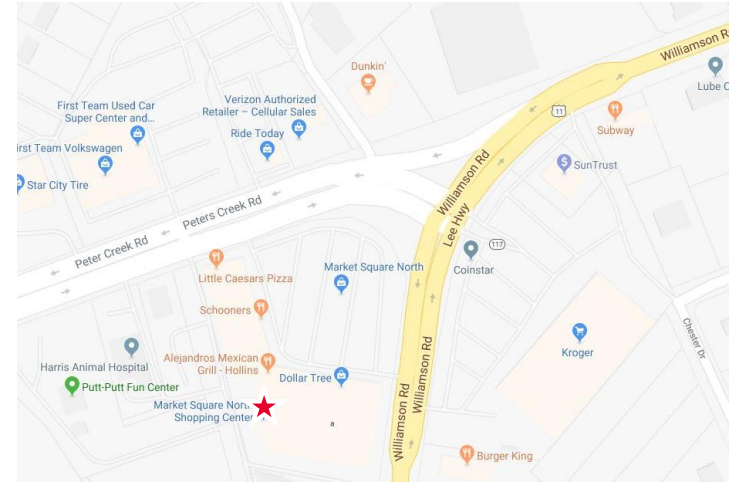 Williamson R
Dunkin'
Lube C
First Team Used Car
Super Center and...
Verizon Authorized
Retailer – Cellular Sales
11
Subway
Ride Today
irst Team Volkswagen
SunTrust
Star City Tire
Williamson Rd
Peters Creek Rd
Lee Hwy
Peter Creek Rd
117
Coinstar
Market Square North
Little Caesars Pizza
Schooners
Chester Dr
Kroger
Harris Animal Hospital
Alejandros Mexican
Grill - Hollins
Putt-Putt Fun Center
Dollar Tree
Williamson Rd
Williamson Rd
Market Square North
Shopping Center
a
Burger King